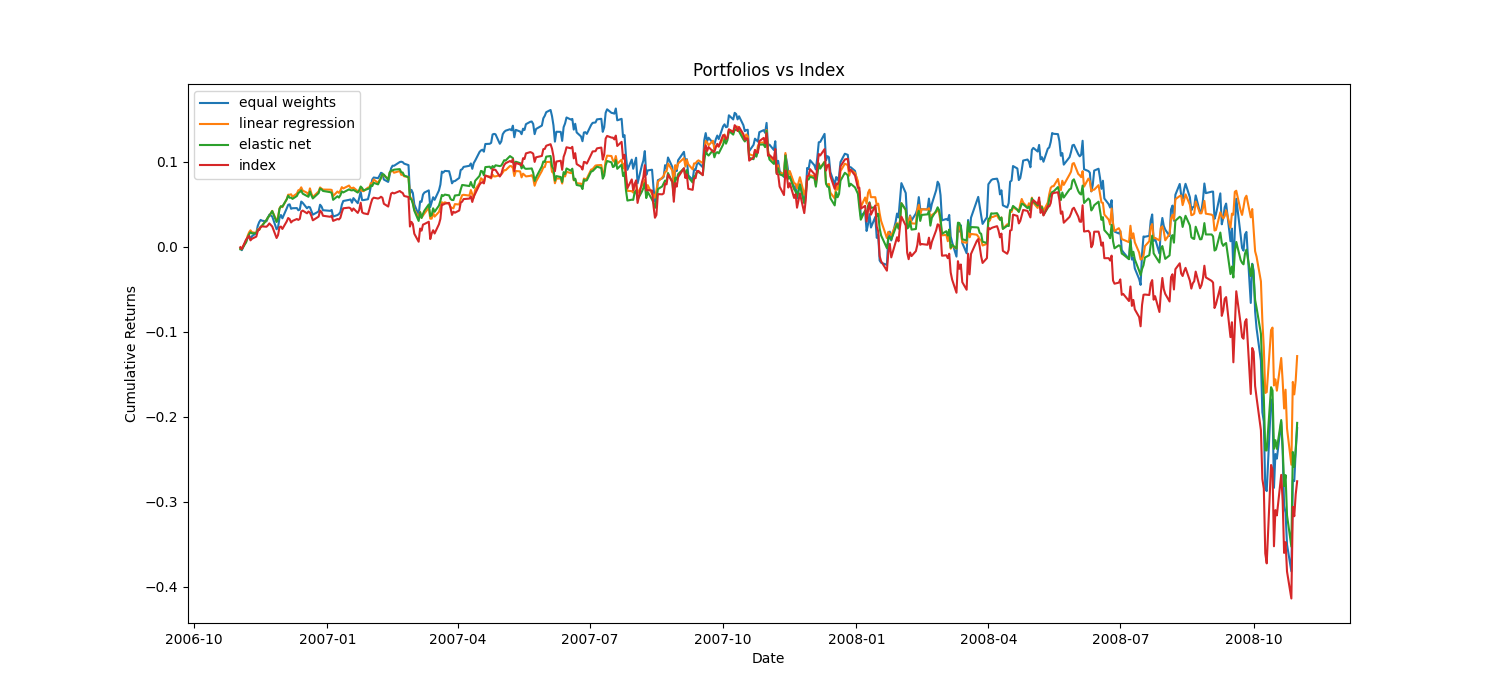 Portfolios vs Index
equal weights
linear regression
elastic net
index
Cumulative Returns
0.1
0.0
−0.1
−0.2
−0.3
−0.4
2006-10 2007-01 2007-04 2007-07 2007-10 2008-01 2008-04 2008-07 2008-10
Date